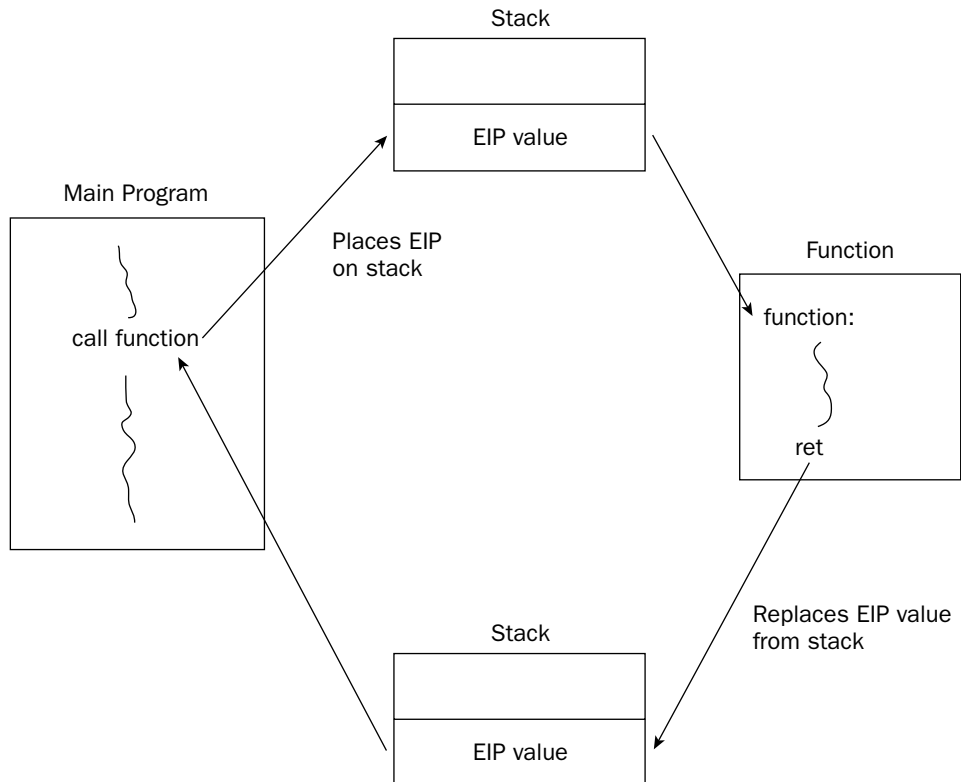 Stack
EIP value
Main Program
Places EIP
on stack
call function
Function
function:
ret
Replaces EIP value
from stack
Stack
EIP value